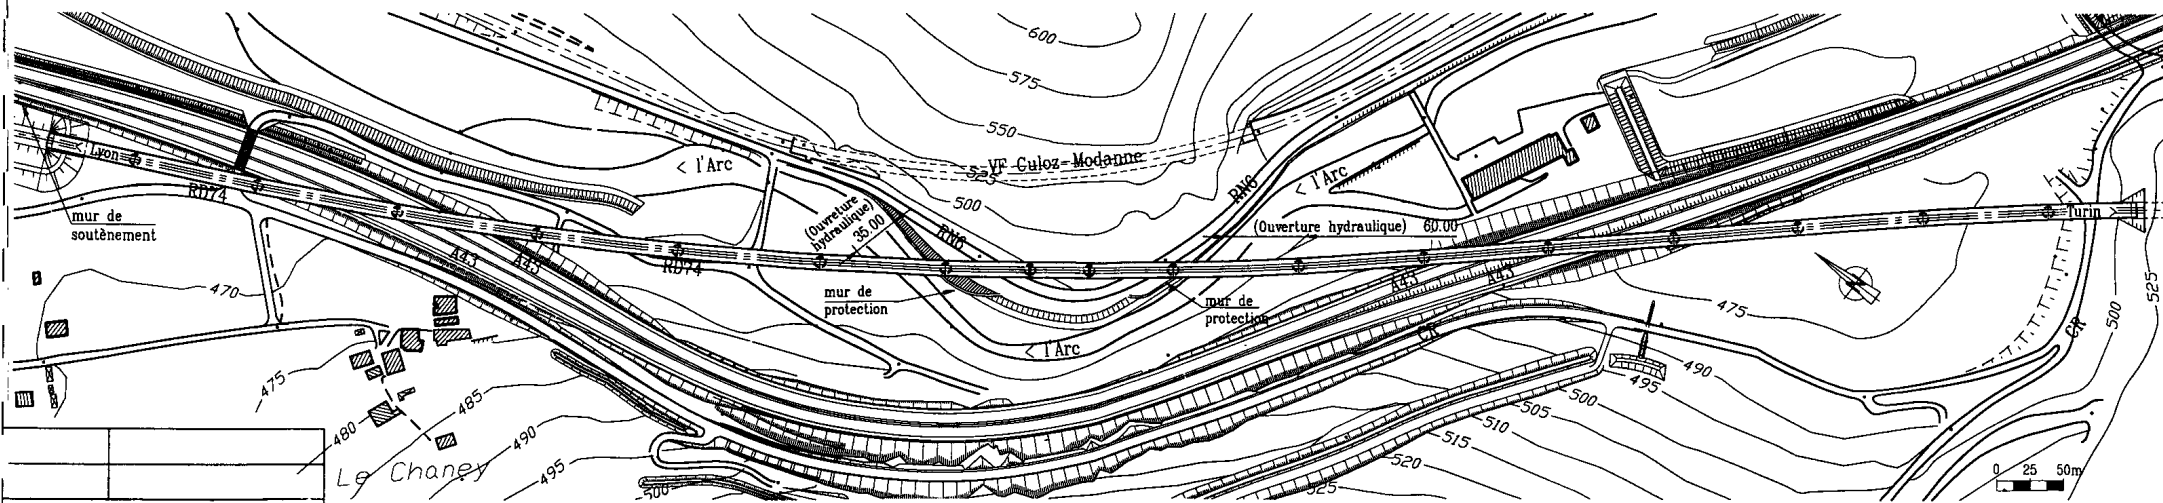 600
575
550
525
500
VF Culoz-Modanne
< l'Arc
< l'Arc
< l'Arc
< Lyon
RD74
mur de
soutènement
(Ouvreture
hydraulique)
35.00
RN6
RN6
(Ouverture hydraulique) 60.00
Turin >
A43
A43
RD74
mur de
protection
mur de
protection
A43
A43
CR
CR
470
475
480
485
490
495
500
Le Chaney
475
490
495
500
505
510
515
520
525
500
525
0 25 50m